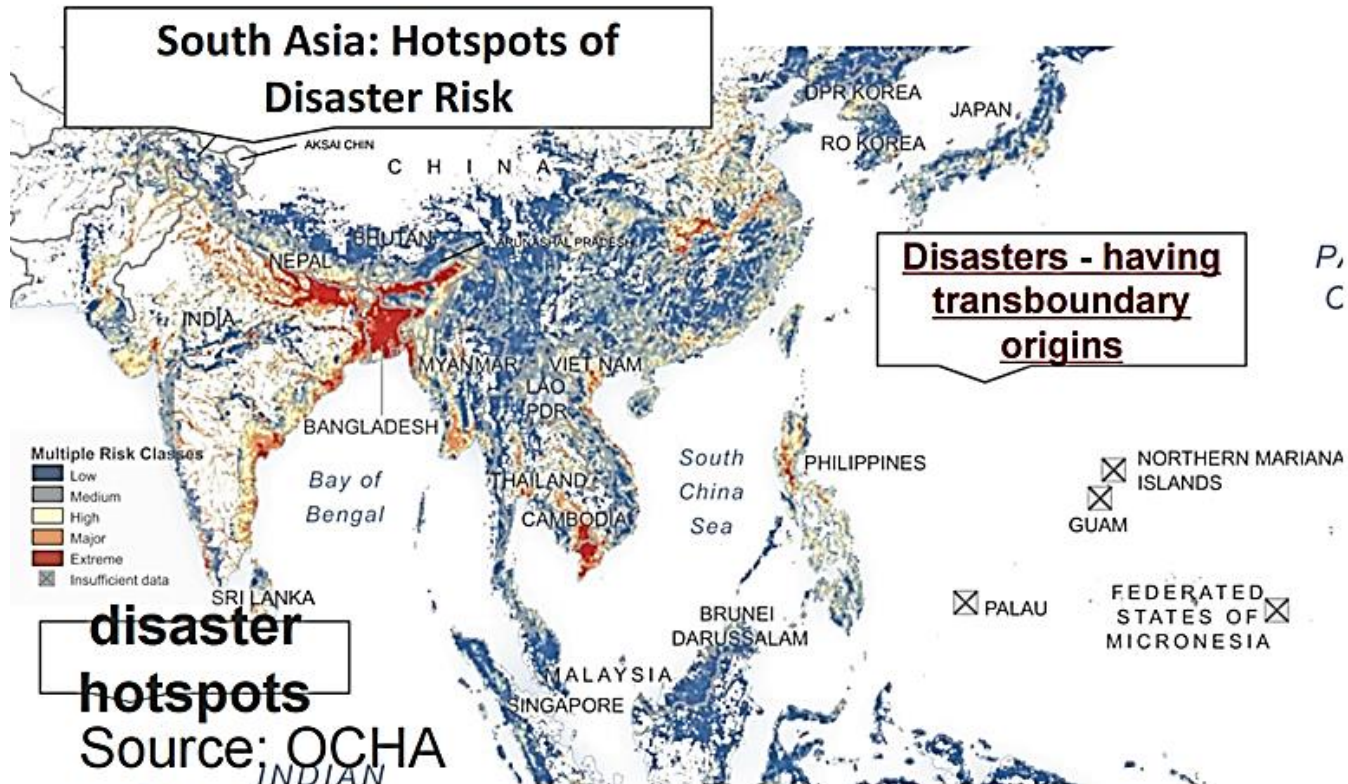 South Asia: Hotspots of
Disaster Risk
DPR KOREA
JAPAN
RO KOREA
AKSAI CHIN
CHINA
BHUTAN
ARUNASHAL PRADESH
NEPAL
INDIA
Disasters - having
transboundary
origins
MYANMAR
VIET NAM
LAO
PDR
BANGLADESH
Multiple Risk Classes
Low
Medium
High
Major
Extreme
Insufficient data
Bay of
Bengal
THAILAND
CAMBODIA
South
China
Sea
PHILIPPINES
NORTHERN MARIANA
ISLANDS
GUAM
SRI LANKA
PALAU
FEDERATED
STATES OF
MICRONESIA
BRUNEI
DARUSSALAM
MALAYSIA
SINGAPORE
disaster
hotspots
Source; OCHA
INDIAN